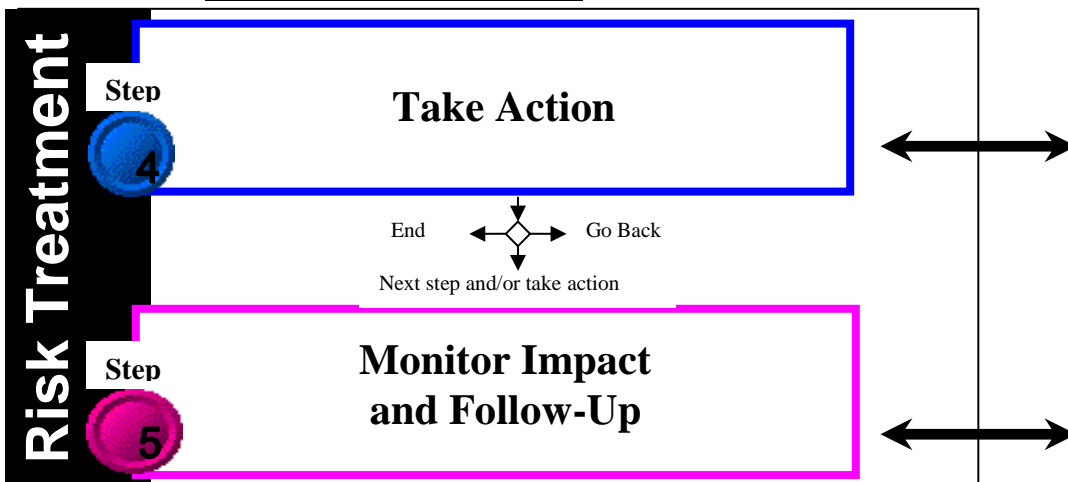 Risk Treatment
Step
4
Take Action
End
Go Back
Next step and/or take action
Step
5
Monitor Impact
and Follow-Up